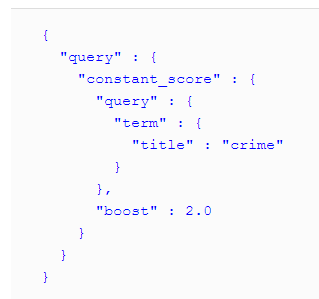 {
  "query" : {
    "constant_score" : {
      "query" : {
        "term" : {
          "title" : "crime"
        }
      },
      "boost" : 2.0
    }
  }
}